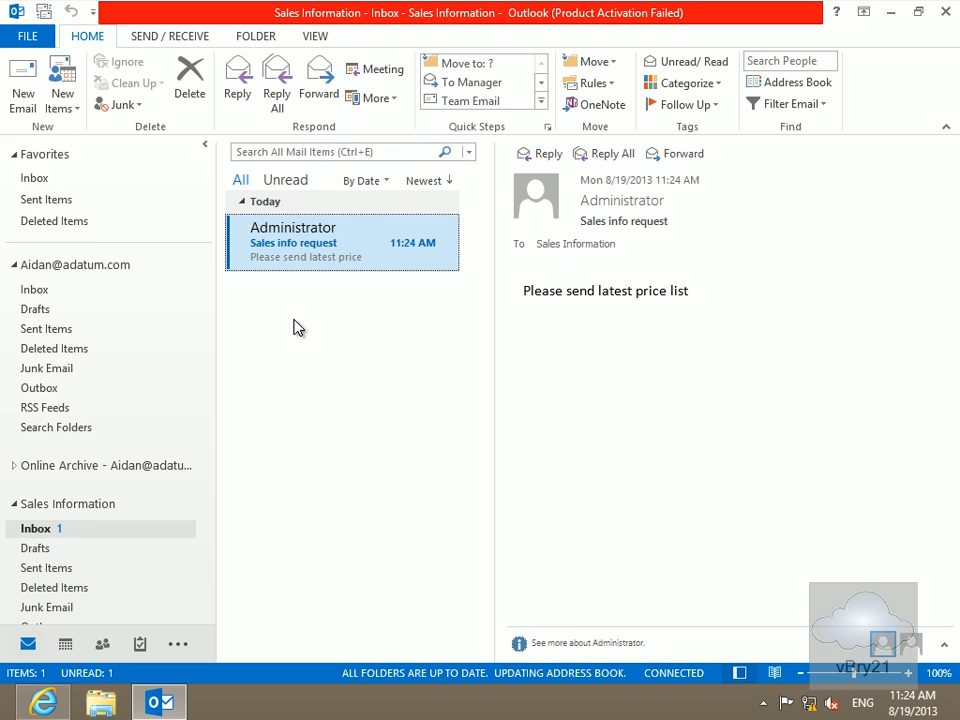 Sales Information - Inbox - Sales Information - Outlook (Product Activation Failed)
?
FILE
HOME
SEND / RECEIVE
FOLDER
VIEW
New Email
New Items
Ignore
Clean Up
Junk
Delete
Reply
Reply All
Forward
Meeting
More
Move to: ?
To Manager
Team Email
Move
Rules
OneNote
Unread/ Read
Categorize
Follow Up
Search People
Address Book
Filter Email
New
Delete
Respond
Quick Steps
Move
Tags
Find
Favorites
Inbox
Sent Items
Deleted Items
Aidan@adatum.com
Inbox
Drafts
Sent Items
Deleted Items
Junk Email
Outbox
RSS Feeds
Search Folders
Online Archive - Aidan@adatu...
Sales Information
Inbox 1
Drafts
Sent Items
Deleted Items
Junk Email
Search All Mail Items (Ctrl+E)
All Unread By Date Newest
Today
Administrator
Sales info request 11:24 AM
Please send latest price
Reply Reply All Forward
Mon 8/19/2013 11:24 AM
Administrator
Sales info request
To Sales Information
Please send latest price list
See more about Administrator.
vBry21
ITEMS: 1 UNREAD: 1 ALL FOLDERS ARE UP TO DATE. UPDATING ADDRESS BOOK. CONNECTED 100%
ENG
11:24 AM
8/19/2013